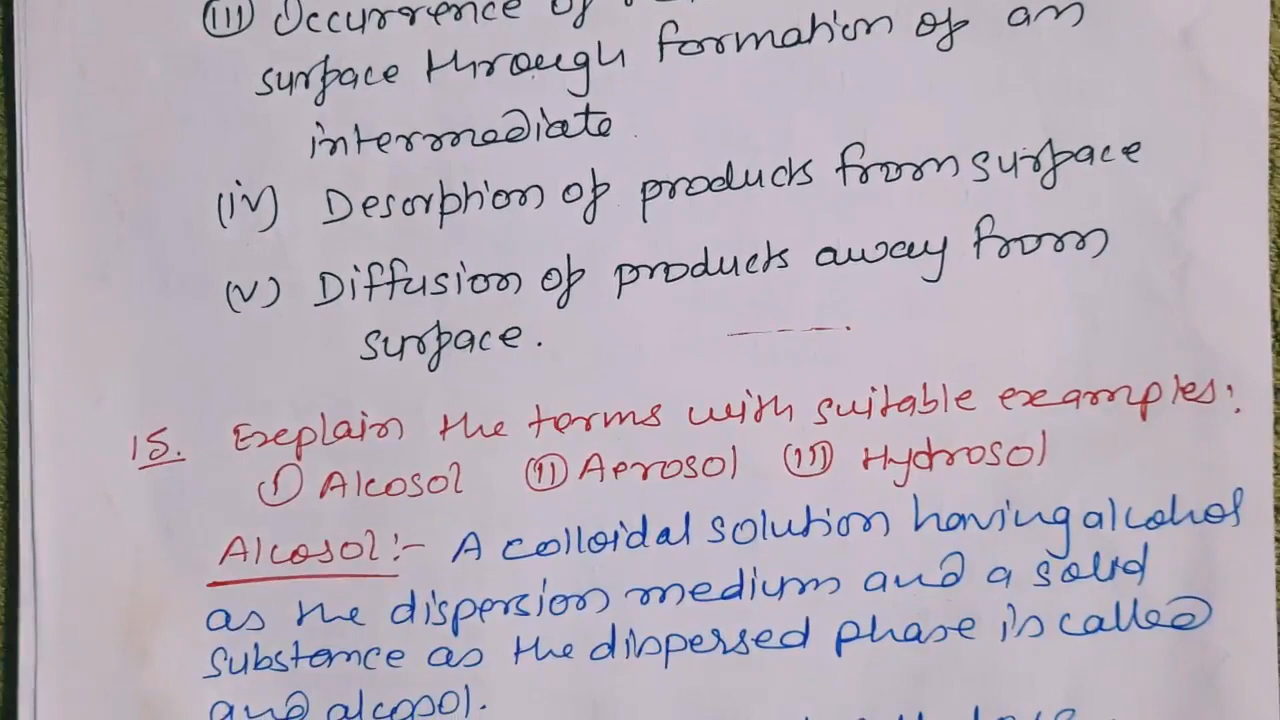 (iii) Occurrence of
surface through formation of an
intermediate.
(iv) Desorption of products from surface
(v) Diffusion of products away from
surface.
15. Explain the terms with suitable examples:
(i) Alcosol (ii) Aerosol (iii) Hydrosol
Alcosol:- A colloidal solution having alcohol
as the dispersion medium and a solid
substance as the dispersed phase is called
and alcosol.